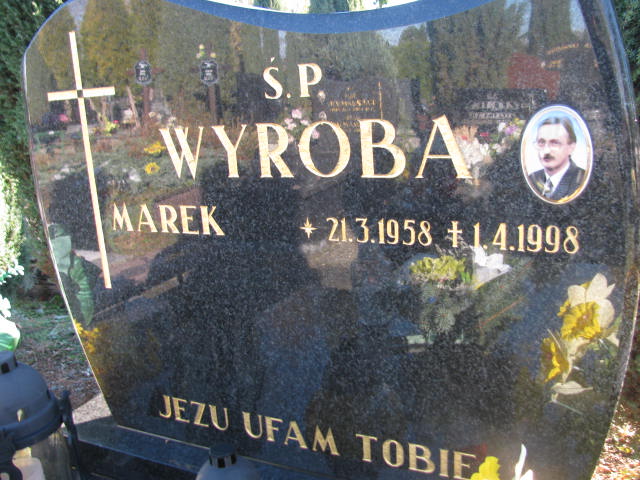 Ś.P
WYROBA
MAREK * 21.3.1958 ✝ 1.4.1998
JEZU UFAM TOBIE